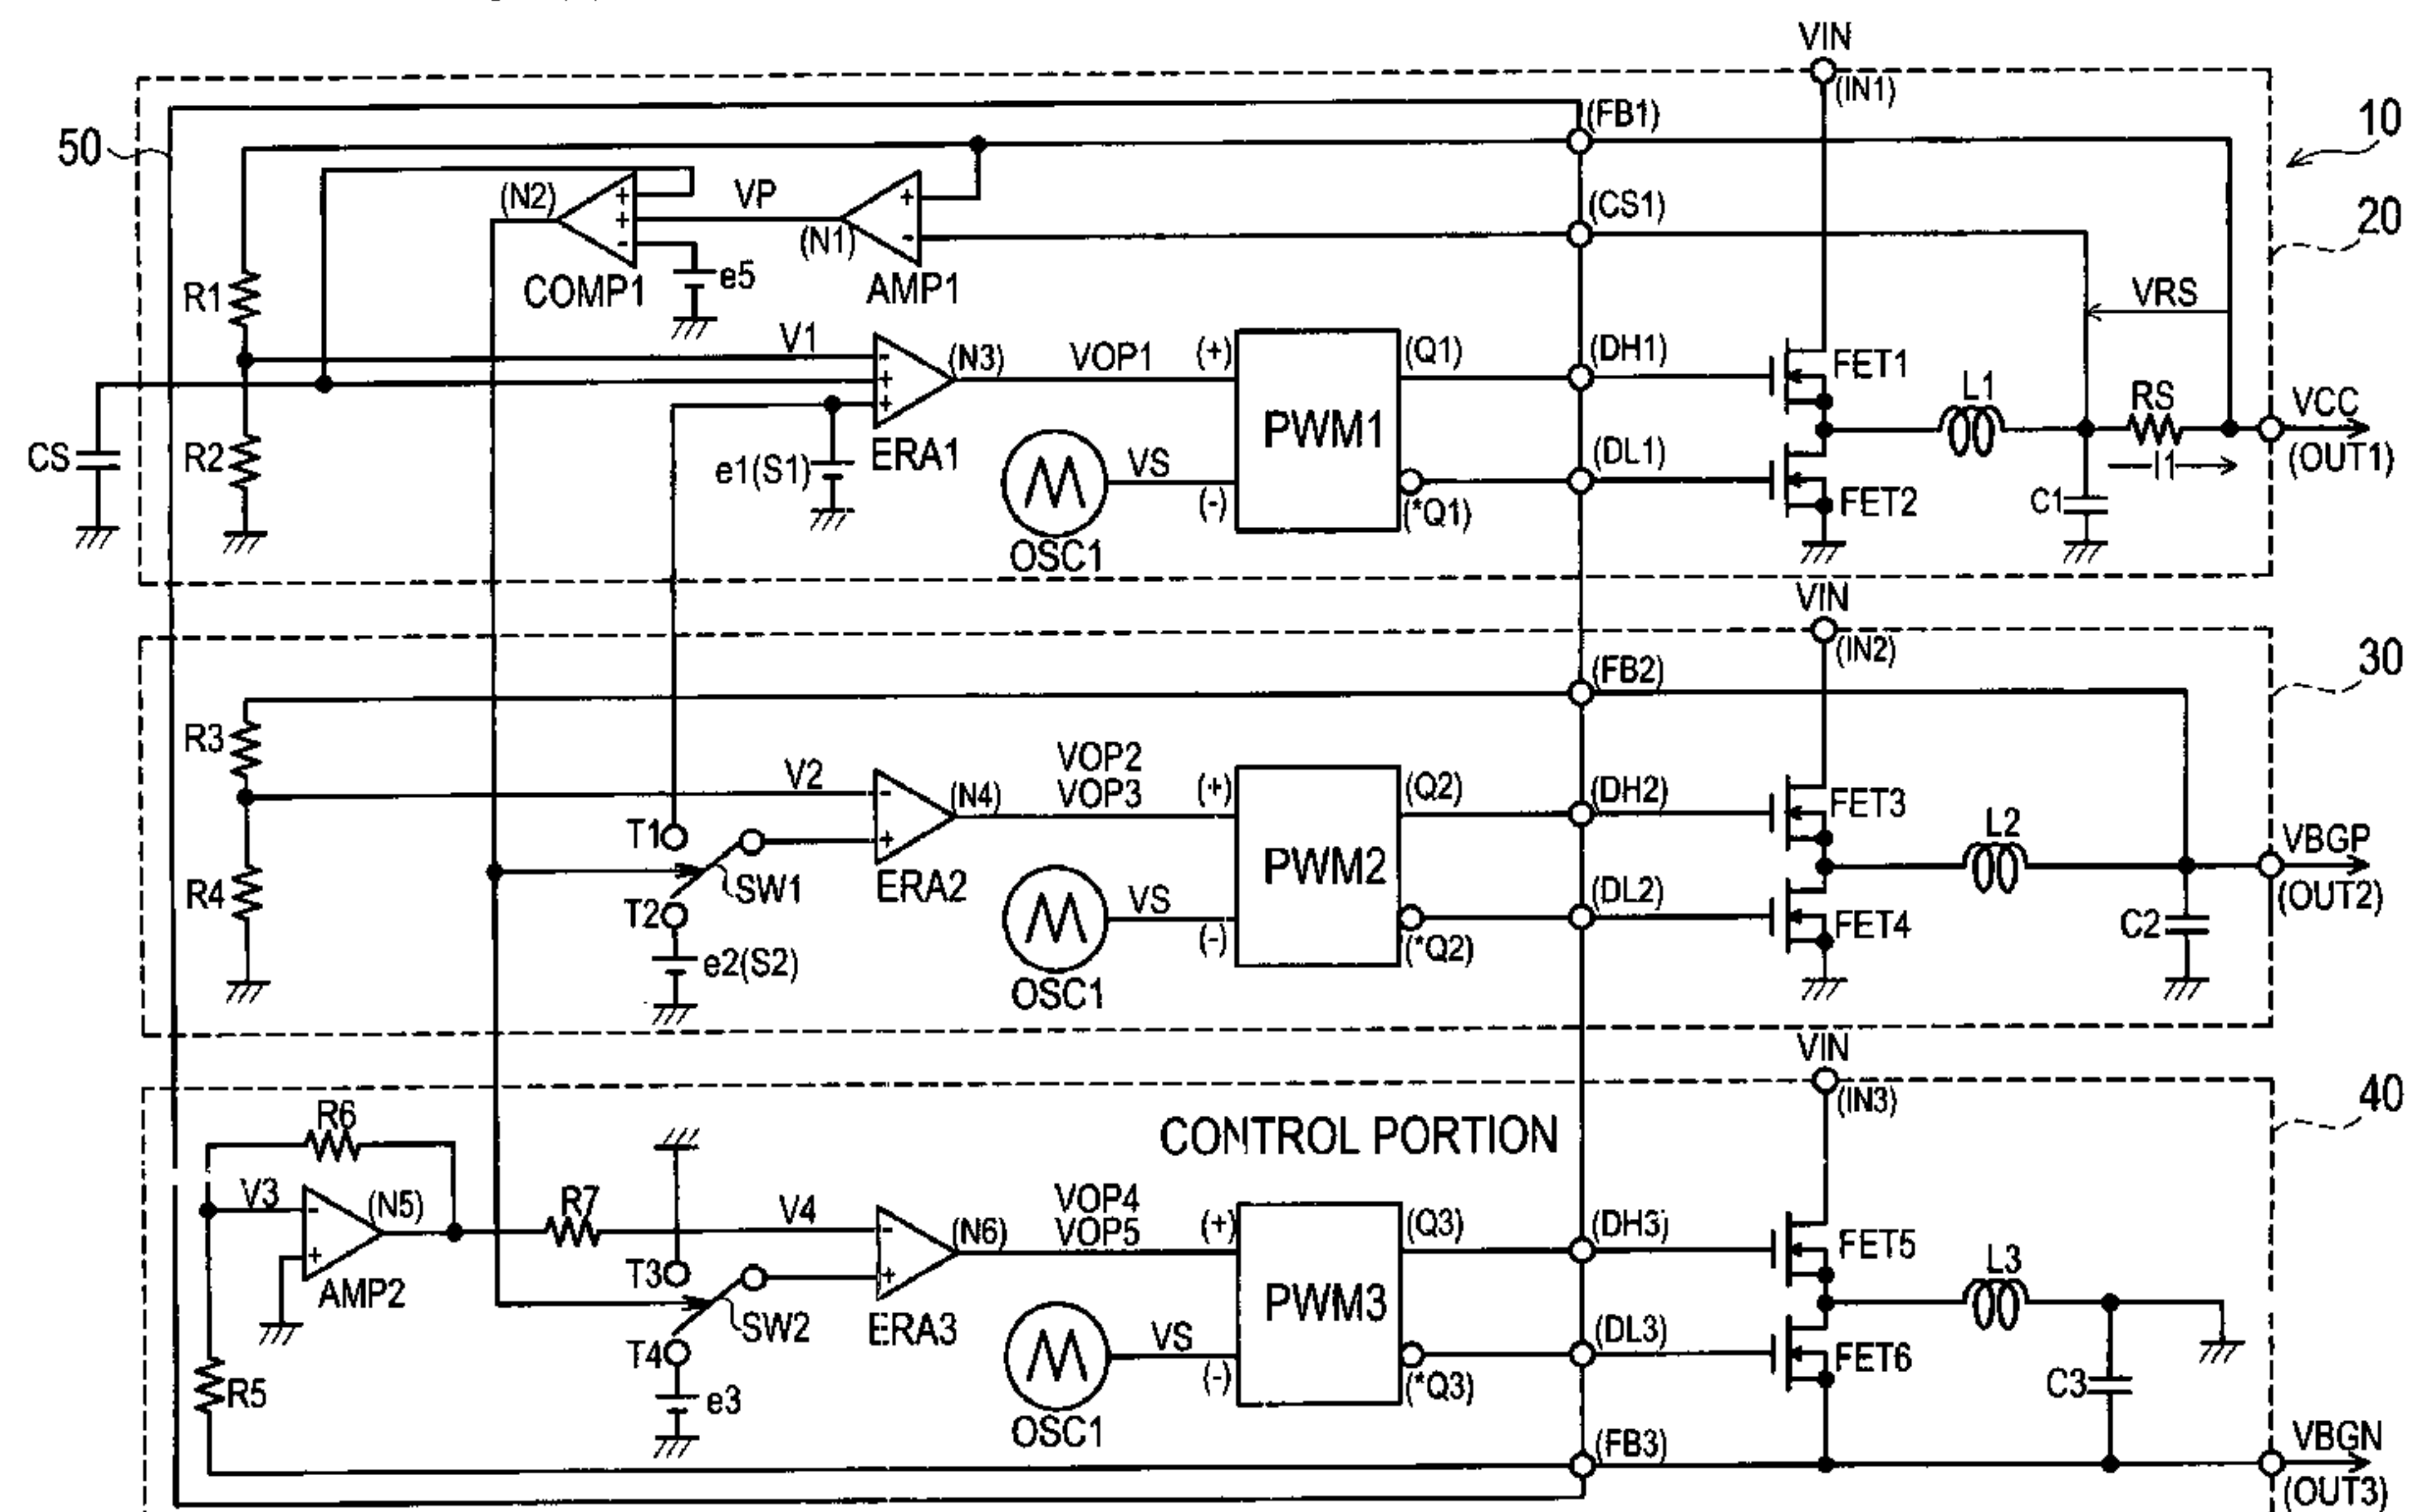 VIN
(IN1)
50
(FB1)
10
(N2)
VP
(N1)
(CS1)
20
+
+
-
+
-
R1
COMP1
e5
AMP1
VRS
V1
-
+
+
(N3)
VOP1
(+)
(Q1)
(DH1)
FET1
L1
RS
VCC
(OUT1)
PWM1
CS
R2
e1(S1)
ERA1
VS
(-)
(*Q1)
(DL1)
FET2
I1
C1
OSC1
VIN
(IN2)
30
(FB2)
R3
V2
-
+
(N4)
VOP2
VOP3
(+)
(Q2)
(DH2)
FET3
L2
VBGP
(OUT2)
T1
SW1
ERA2
PWM2
R4
T2
VS
(-)
(*Q2)
(DL2)
FET4
C2
e2(S2)
OSC1
VIN
(IN3)
40
R6
CONTROL PORTION
V3
-
+
(N5)
R7
V4
-
+
(N6)
VOP4
VOP5
(+)
(Q3)
(DH3)
FET5
L3
AMP2
T3
SW2
ERA3
PWM3
T4
VS
(-)
(*Q3)
(DL3)
FET6
C3
R5
e3
OSC1
(FB3)
VBGN
(OUT3)